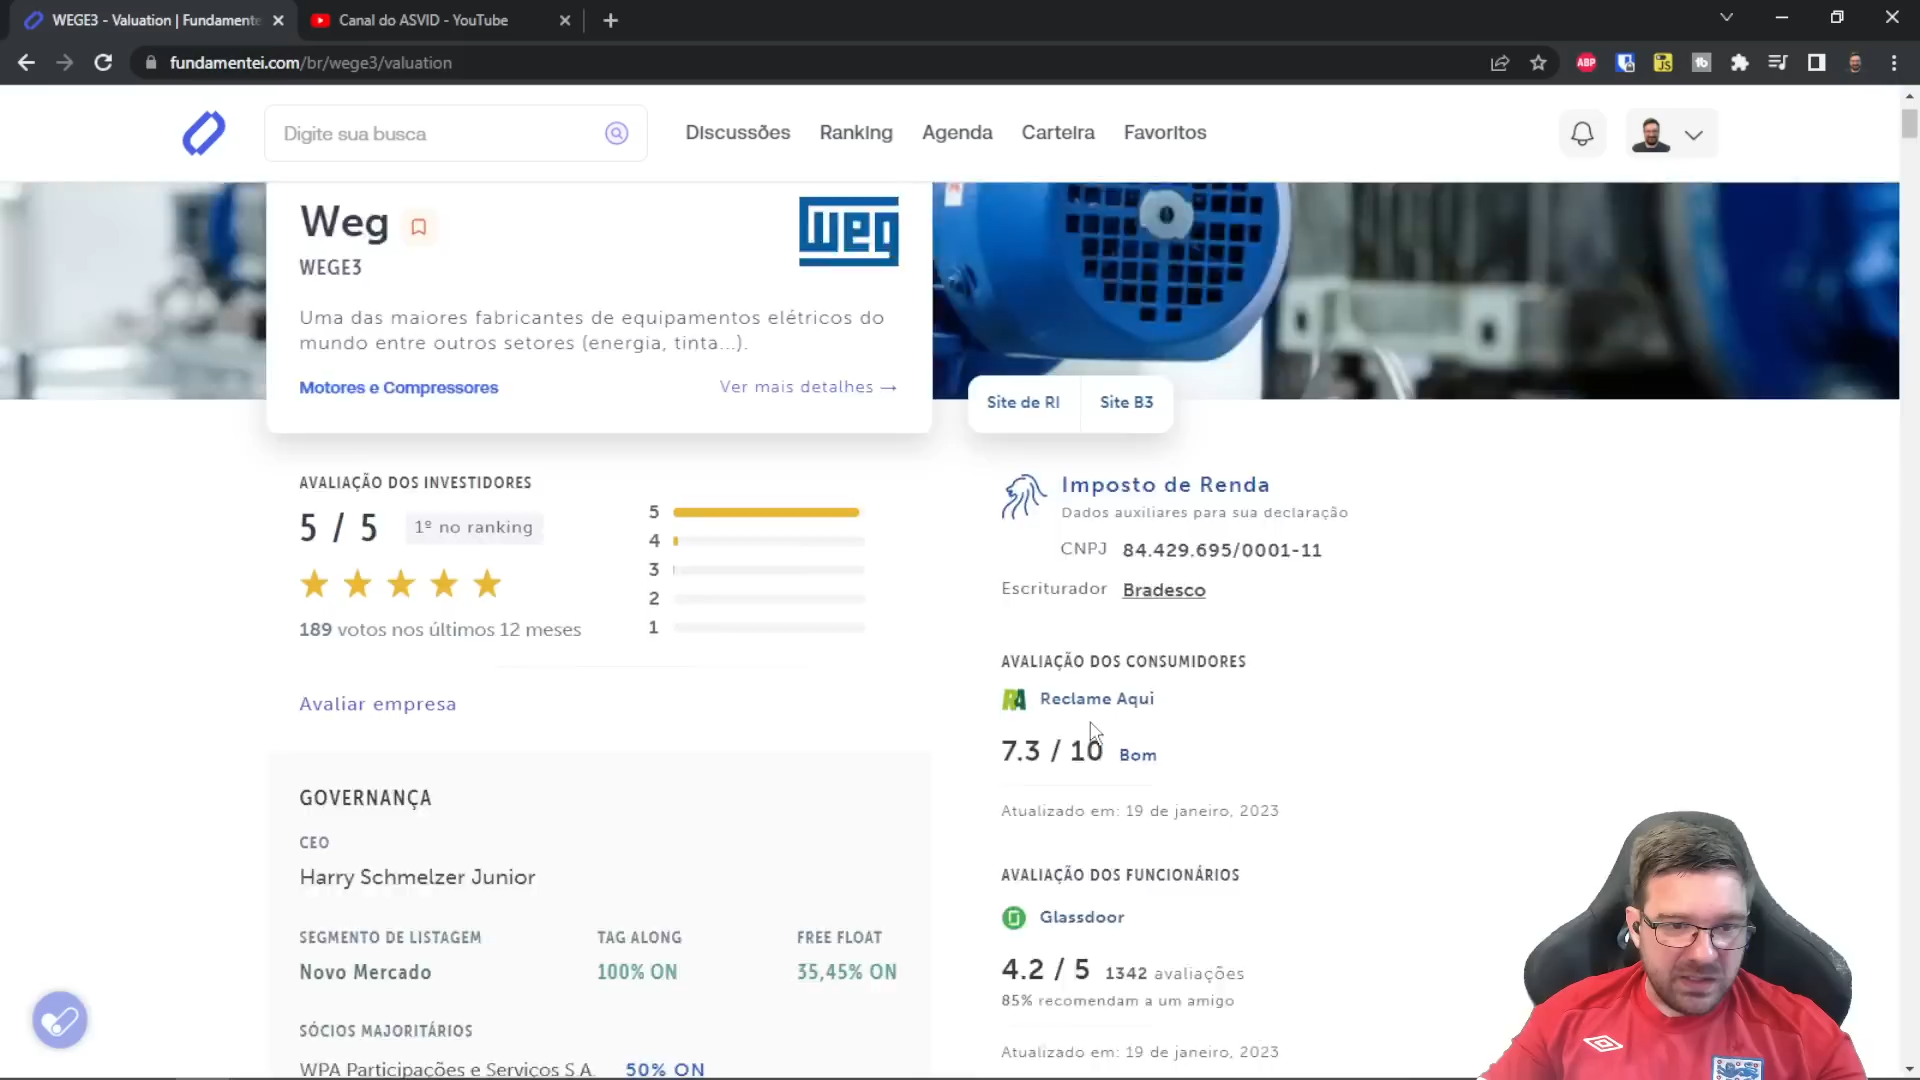 WEGE3 - Valuation | Fundamente
Canal do ASVID - YouTube
fundamentei.com/br/wege3/valuation
ABP
JS
tb
Digite sua busca
Discussões
Ranking
Agenda
Carteira
Favoritos
Weg
weg
WEGE3
Uma das maiores fabricantes de equipamentos elétricos do
mundo entre outros setores (energia, tinta...).
Motores e Compressores
Ver mais detalhes →
Site de RI
Site B3
AVALIAÇÃO DOS INVESTIDORES
5 / 5
1º no ranking
189 votos nos últimos 12 meses
5
4
3
2
1
Avaliar empresa
Imposto de Renda
Dados auxiliares para sua declaração
CNPJ 84.429.695/0001-11
Escriturador Bradesco
AVALIAÇÃO DOS CONSUMIDORES
RA Reclame Aqui
7.3 / 10 Bom
Atualizado em: 19 de janeiro, 2023
AVALIAÇÃO DOS FUNCIONÁRIOS
Glassdoor
4.2 / 5 1342 avaliações
85% recomendam a um amigo
Atualizado em: 19 de janeiro, 2023
GOVERNANÇA
CEO
Harry Schmelzer Junior
SEGMENTO DE LISTAGEM
Novo Mercado
TAG ALONG
100% ON
FREE FLOAT
35,45% ON
SÓCIOS MAJORITÁRIOS
WPA Participações e Serviços S.A. 50% ON